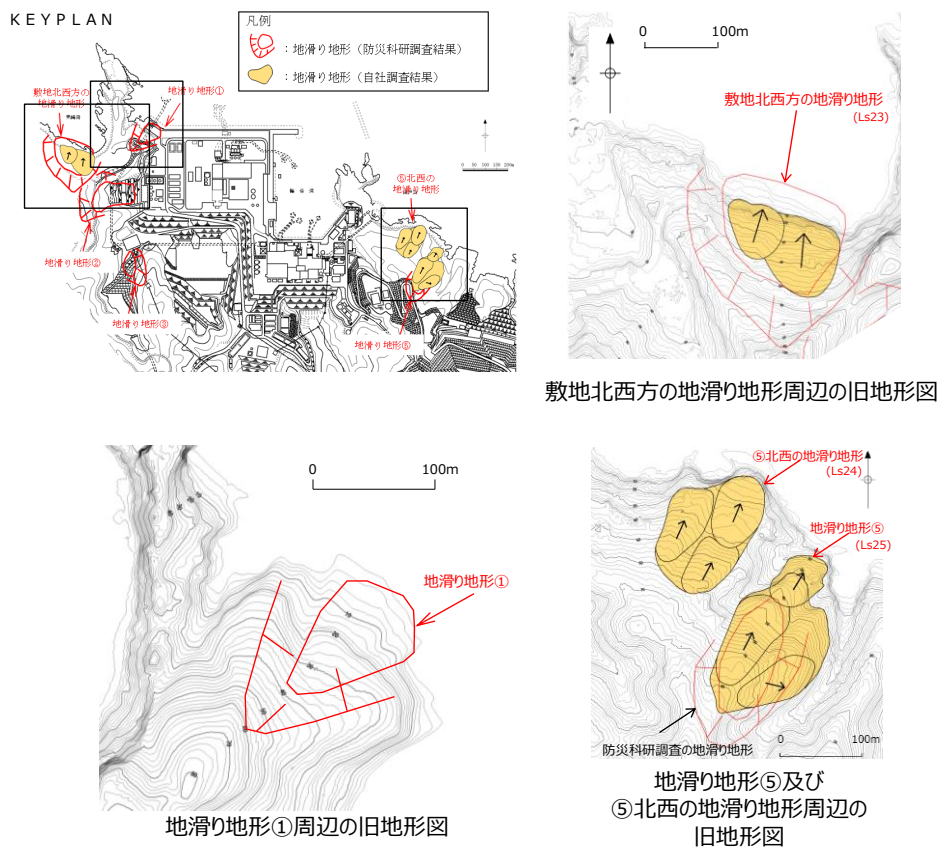 KEYPLAN
凡例
：地滑り地形（防災科研調査結果）
：地滑り地形（自社調査結果）
敷地北西方の
地滑り地形
地滑り地形①
地滑り地形②
地滑り地形③
⑤北西の
地滑り地形
地滑り地形⑤
0 50 100 150 200m
0 100m
敷地北西方の地滑り地形
(Ls23)
敷地北西方の地滑り地形周辺の旧地形図
0 100m
地滑り地形①
地滑り地形①周辺の旧地形図
⑤北西の地滑り地形
(Ls24)
地滑り地形⑤
(Ls25)
防災科研調査の地滑り地形
0 100m
地滑り地形⑤及び
⑤北西の地滑り地形周辺の
旧地形図